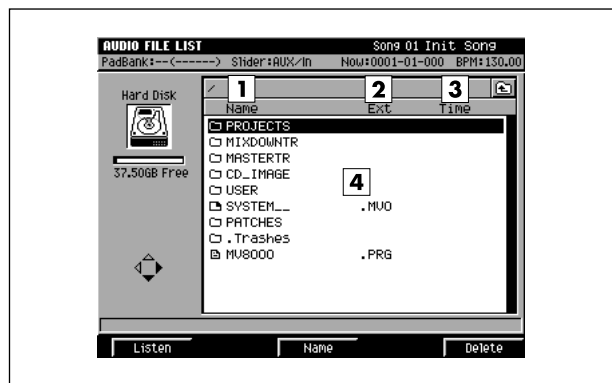 AUDIO FILE LIST Song 01 Init Song
PadBank:--(------) Slider:AUX/In Now:0001-01-000 BPM:130.00
Hard Disk
37.50GB Free
/
1 2 3
Name Ext Time
PROJECTS
MIXDOWNTR
MASTERTR
CD_IMAGE
4
USER
SYSTEM__ .MV0
PATCHES
.Trashes
MV8000 .PRG
Listen Name Delete